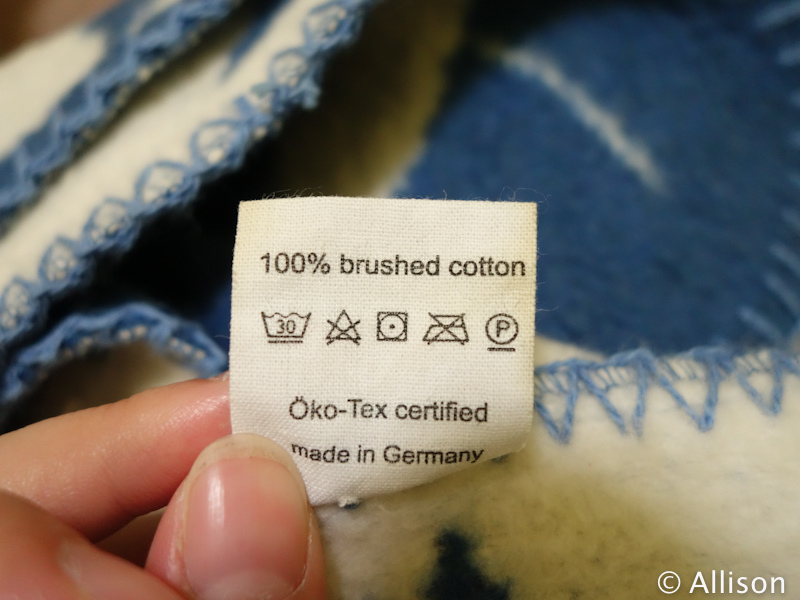 100% brushed cotton
30 P
Öko-Tex certified
made in Germany
© Allison